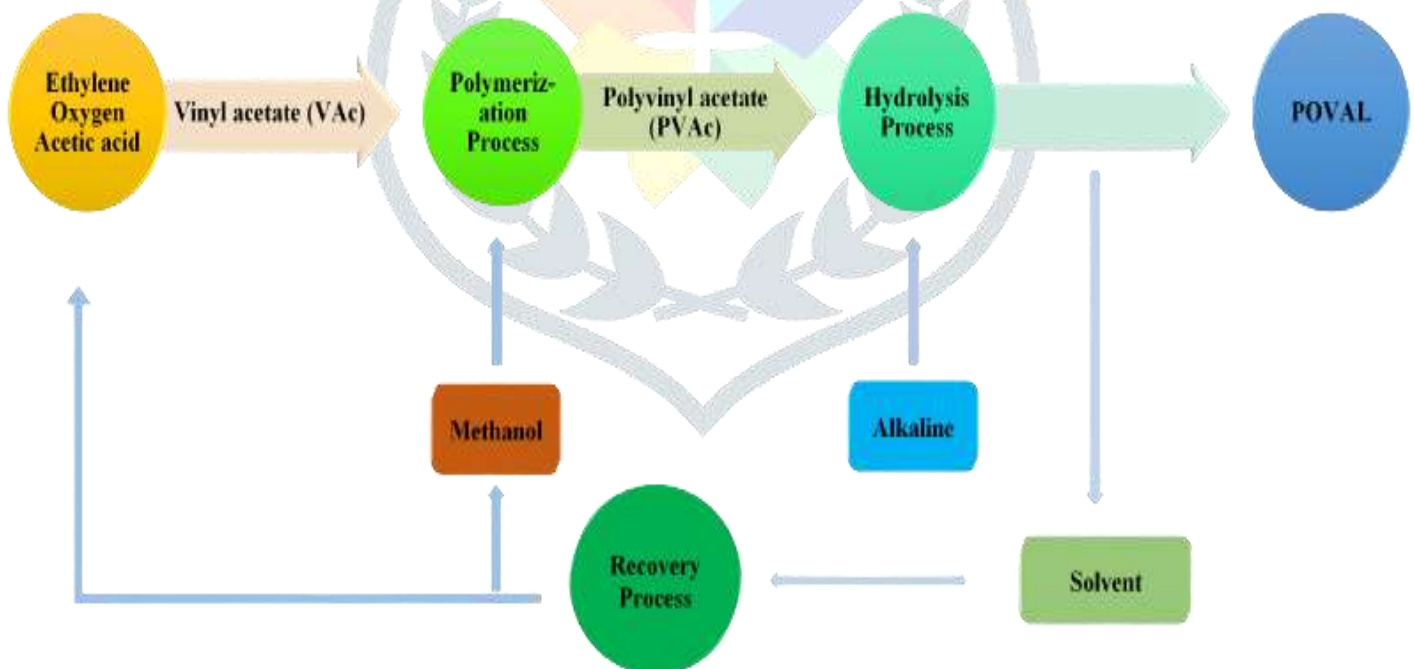 Ethylene
Oxygen
Acetic acid
Vinyl acetate (VAc)
Polymeriz-
ation
Process
Polyvinyl acetate
(PVAc)
Hydrolysis
Process
POVAL
Methanol
Alkaline
Recovery
Process
Solvent